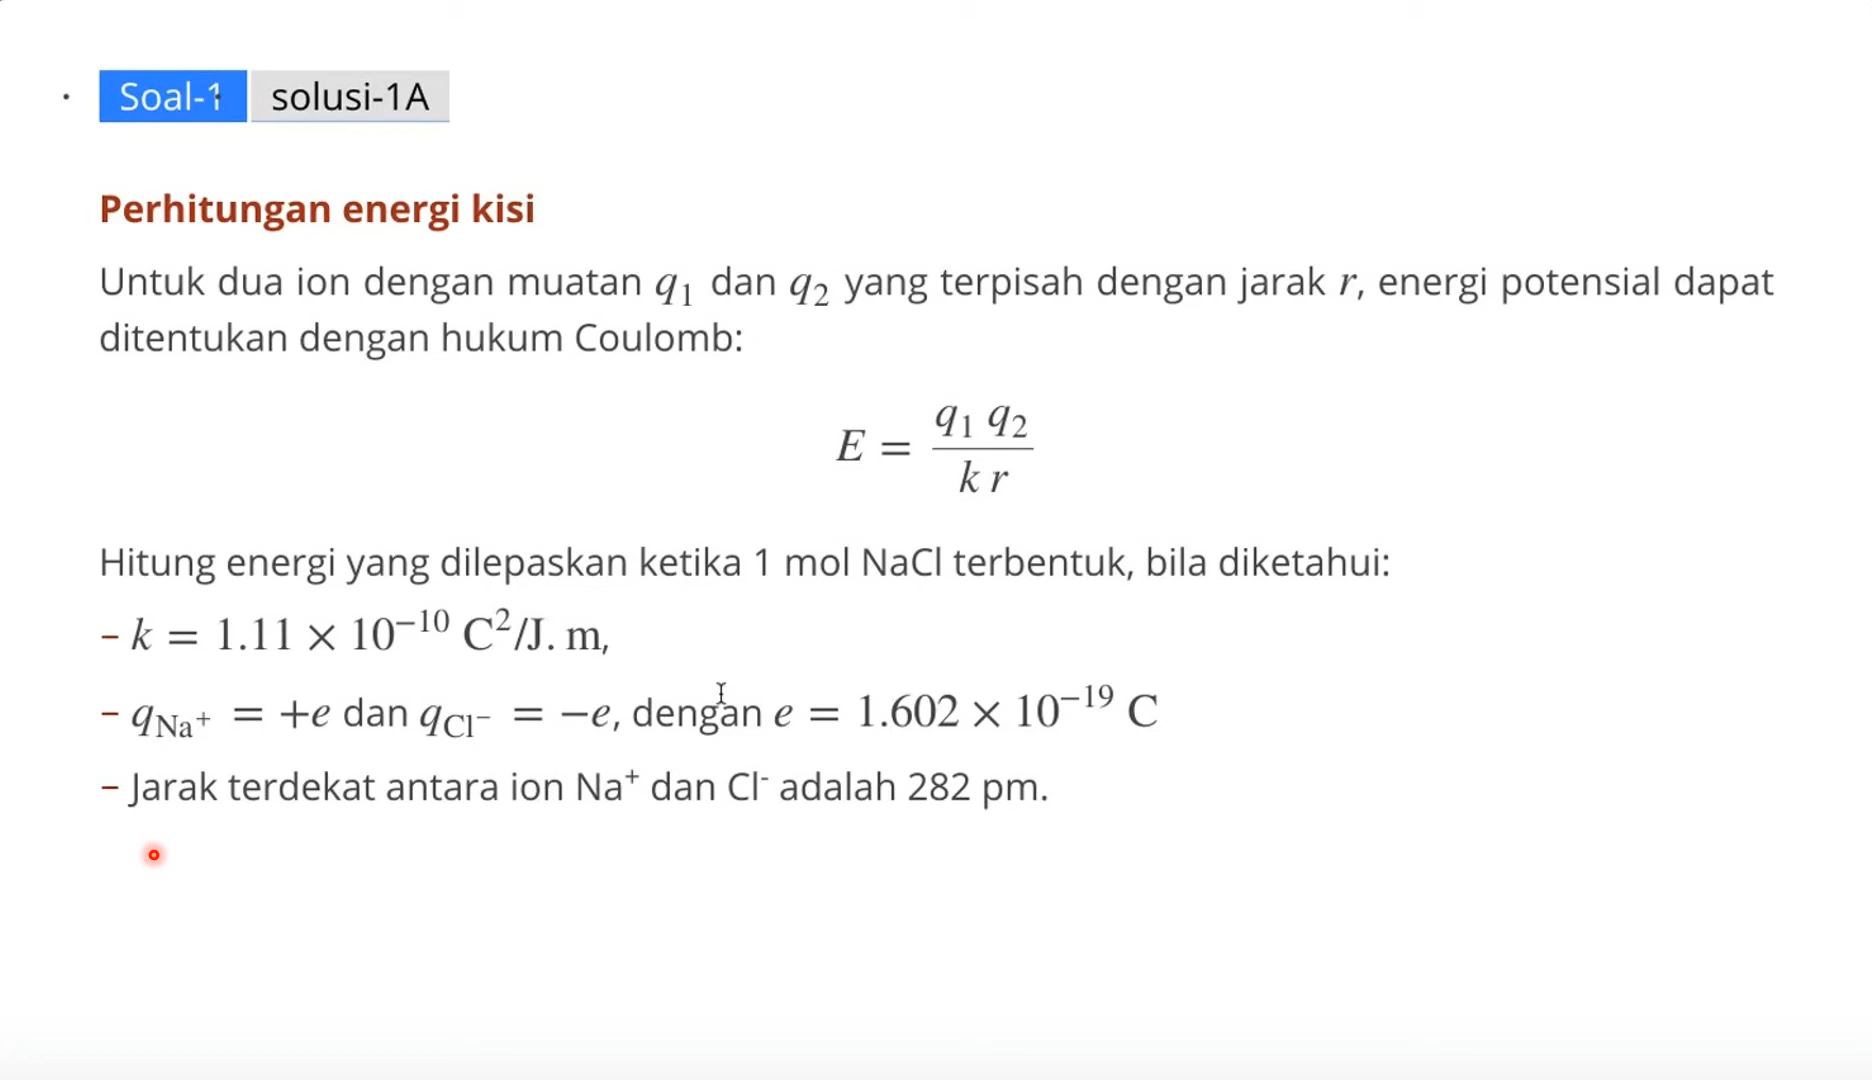 Soal-1 solusi-1A
Perhitungan energi kisi
Untuk dua ion dengan muatan q₁ dan q₂ yang terpisah dengan jarak r, energi potensial dapat
ditentukan dengan hukum Coulomb:
E = q₁ q₂ / k r
Hitung energi yang dilepaskan ketika 1 mol NaCl terbentuk, bila diketahui:
– k = 1.11 × 10⁻¹⁰ C²/J. m,
– q_Na⁺ = +e dan q_Cl⁻ = −e, dengan e = 1.602 × 10⁻¹⁹ C
– Jarak terdekat antara ion Na⁺ dan Cl⁻ adalah 282 pm.